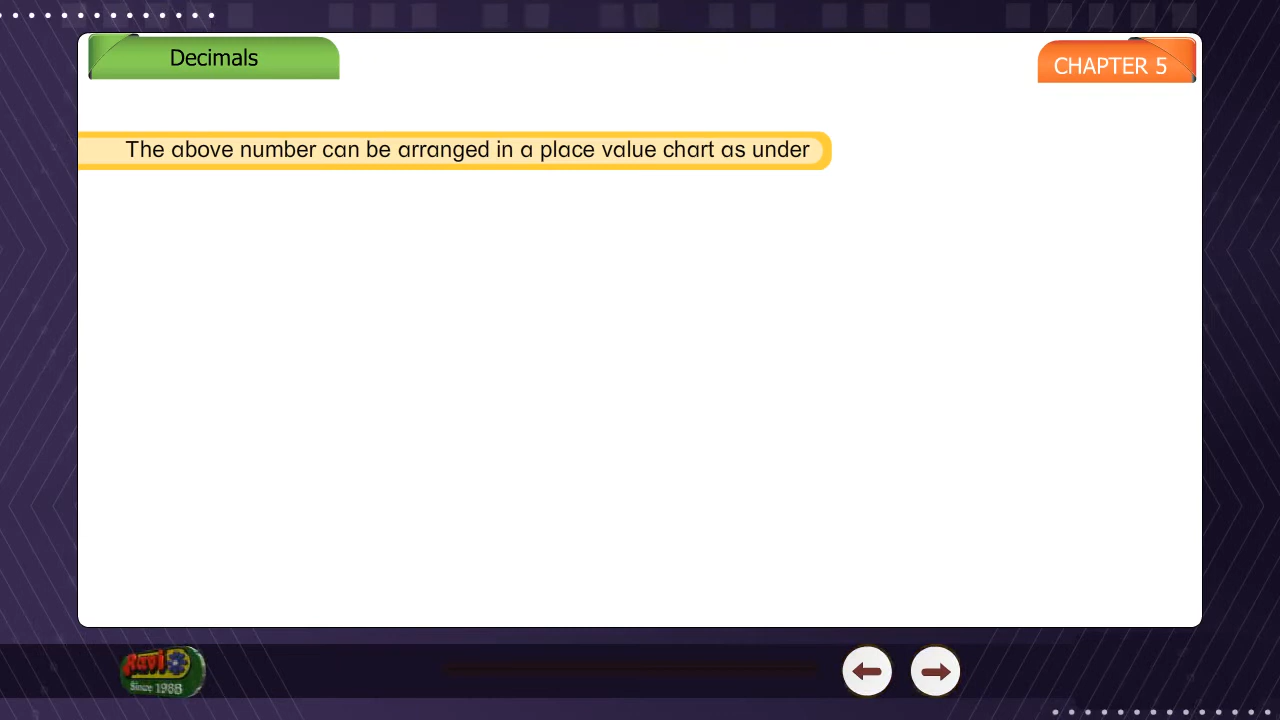 Decimals
CHAPTER 5
The above number can be arranged in a place value chart as under
Ravi
Since 1988